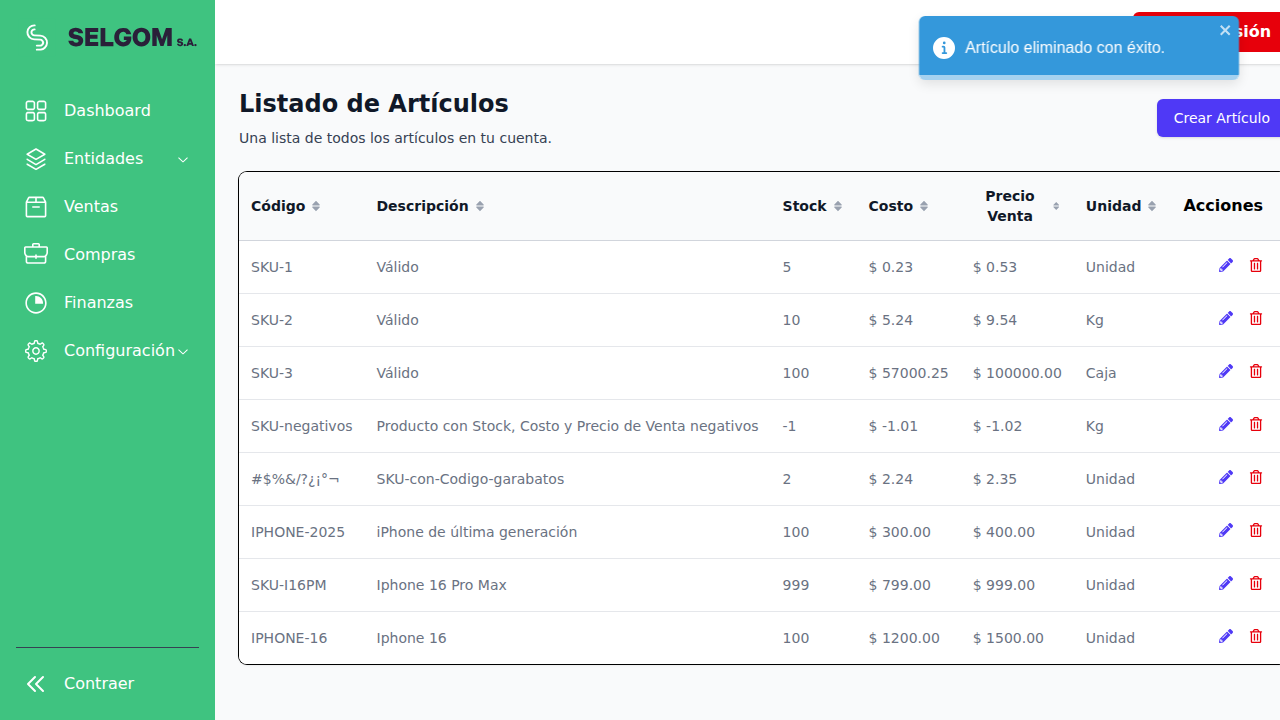 SELGOM S.A.
sión
Artículo eliminado con éxito.
Dashboard
Entidades
Ventas
Compras
Finanzas
Configuración
Contraer
Listado de Artículos
Una lista de todos los artículos en tu cuenta.
Crear Artículo
Código Descripción Stock Costo Precio Venta Unidad Acciones
SKU-1 Válido 5 $ 0.23 $ 0.53 Unidad
SKU-2 Válido 10 $ 5.24 $ 9.54 Kg
SKU-3 Válido 100 $ 57000.25 $ 100000.00 Caja
SKU-negativos Producto con Stock, Costo y Precio de Venta negativos -1 $ -1.01 $ -1.02 Kg
#$%&/?¿¡°¬ SKU-con-Codigo-garabatos 2 $ 2.24 $ 2.35 Unidad
IPHONE-2025 iPhone de última generación 100 $ 300.00 $ 400.00 Unidad
SKU-I16PM Iphone 16 Pro Max 999 $ 799.00 $ 999.00 Unidad
IPHONE-16 Iphone 16 100 $ 1200.00 $ 1500.00 Unidad